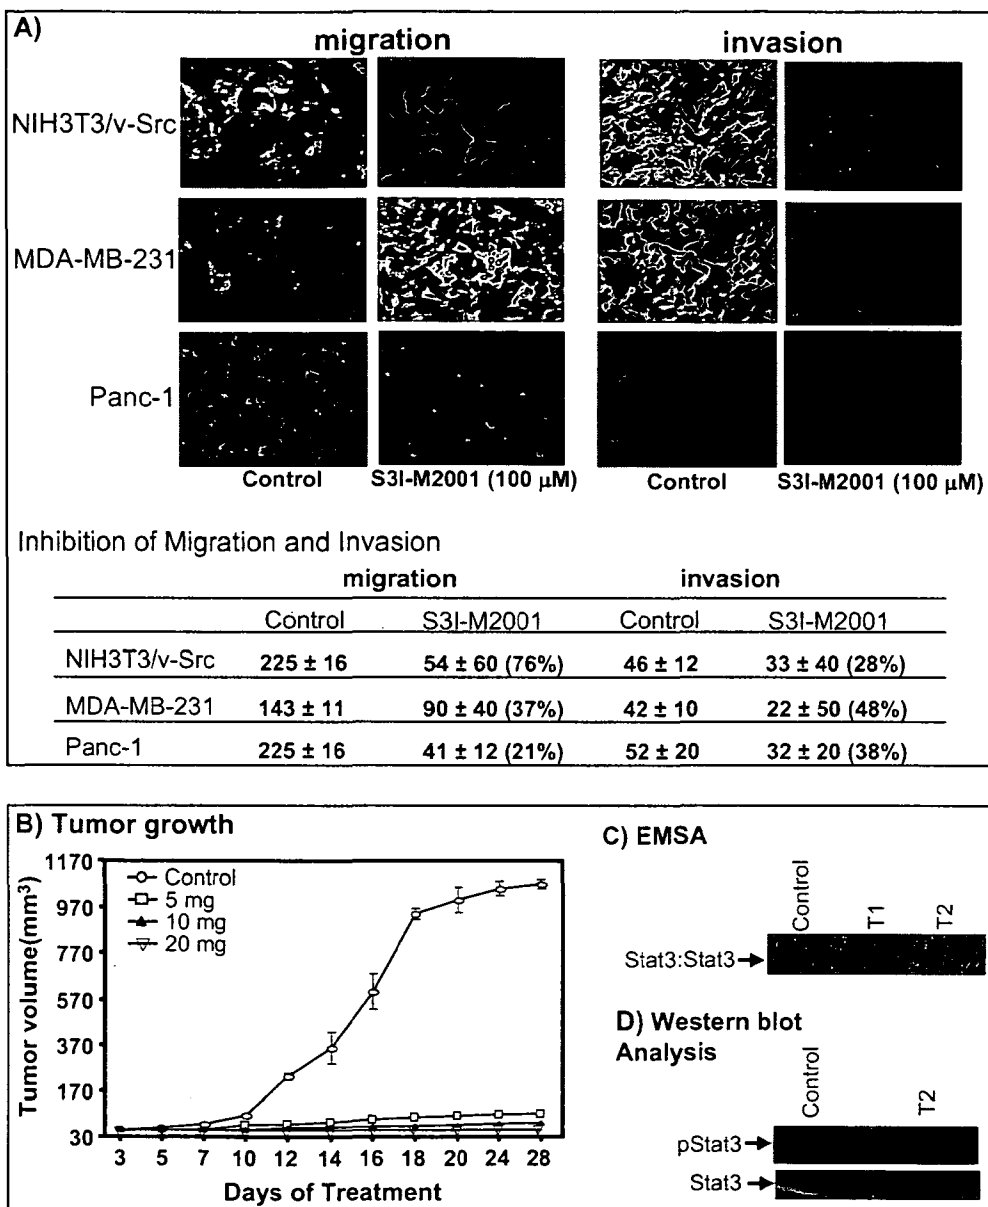 A)
migration invasion
NIH3T3/v-Src
MDA-MB-231
Panc-1
Control S3I-M2001 (100 µM) Control S3I-M2001 (100 µM)
Inhibition of Migration and Invasion
migration invasion
Control S3I-M2001 Control S3I-M2001
NIH3T3/v-Src 225 ± 16 54 ± 60 (76%) 46 ± 12 33 ± 40 (28%)
MDA-MB-231 143 ± 11 90 ± 40 (37%) 42 ± 10 22 ± 50 (48%)
Panc-1 225 ± 16 41 ± 12 (21%) 52 ± 20 32 ± 20 (38%)
B) Tumor growth
Tumor volume(mm³)
1170
970
770
570
370
170
30
Control
5 mg
10 mg
20 mg
3 5 7 10 12 14 16 18 20 24 28
Days of Treatment
C) EMSA
Control T1 T2
Stat3:Stat3
D) Western blot
Analysis
Control T2
pStat3
Stat3